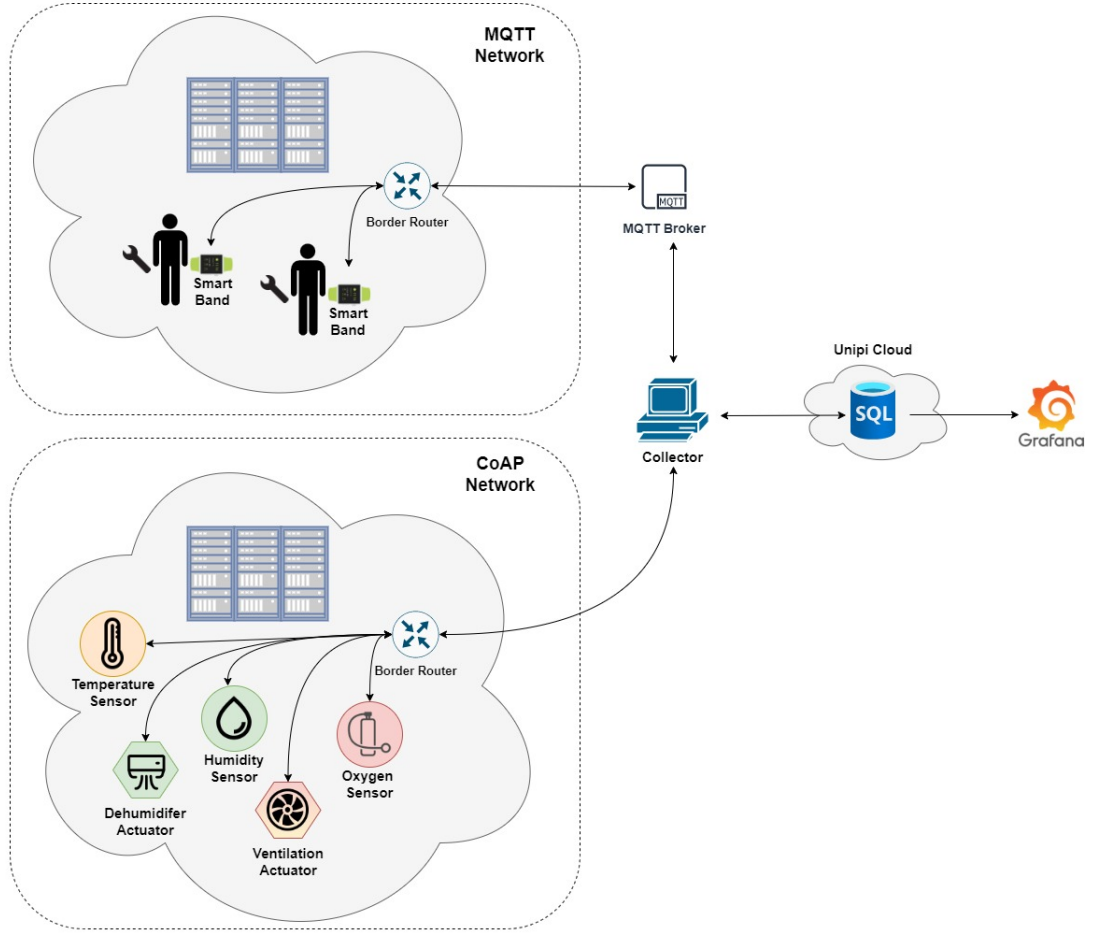 MQTT
Network
Border Router
MQTT
MQTT Broker
Smart
Band
Smart
Band
Unipi Cloud
SQL
Grafana
Collector
CoAP
Network
Border Router
Temperature
Sensor
Humidity
Sensor
Oxygen
Sensor
Dehumidifer
Actuator
Ventilation
Actuator